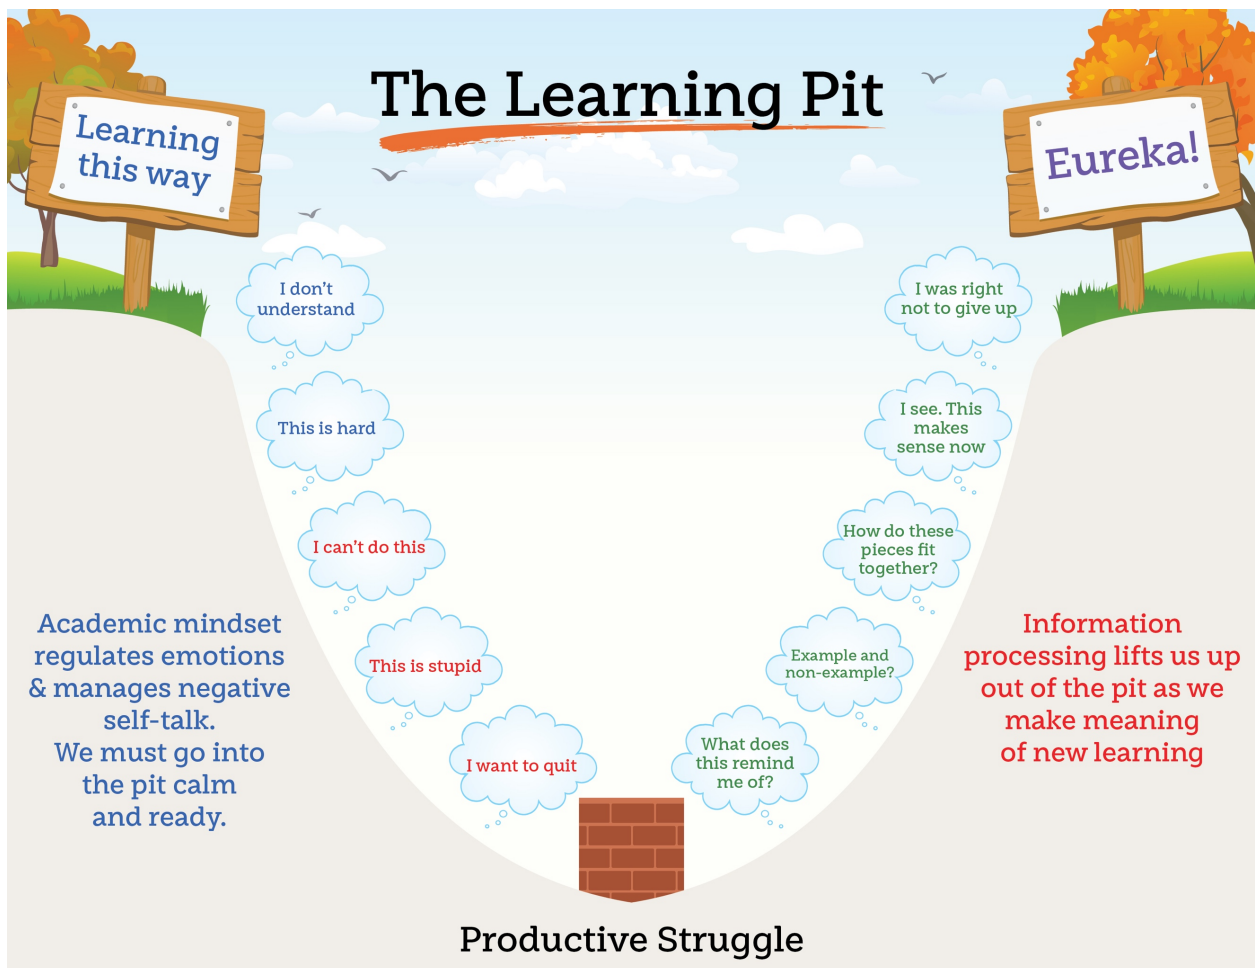 The Learning Pit
Learning
this way
Eureka!
I don't
understand
This is hard
I can't do this
This is stupid
I want to quit
What does
this remind
me of?
Example and
non-example?
How do these
pieces fit
together?
I see. This
makes
sense now
I was right
not to give up
Academic mindset
regulates emotions
& manages negative
self-talk.
We must go into
the pit calm
and ready.
Information
processing lifts us up
out of the pit as we
make meaning
of new learning
Productive Struggle